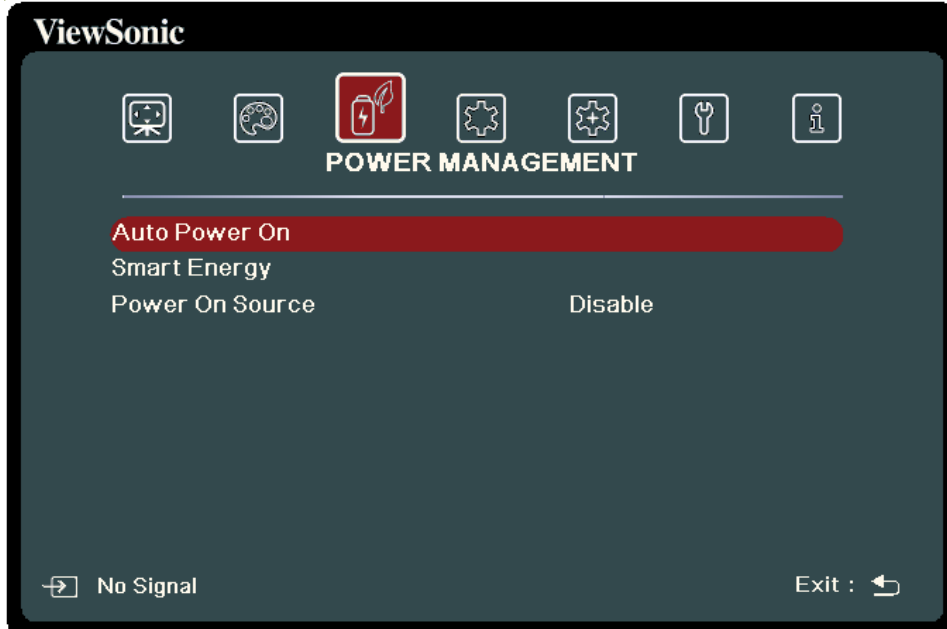 ViewSonic
POWER MANAGEMENT
Auto Power On
Smart Energy
Power On Source Disable
No Signal Exit :